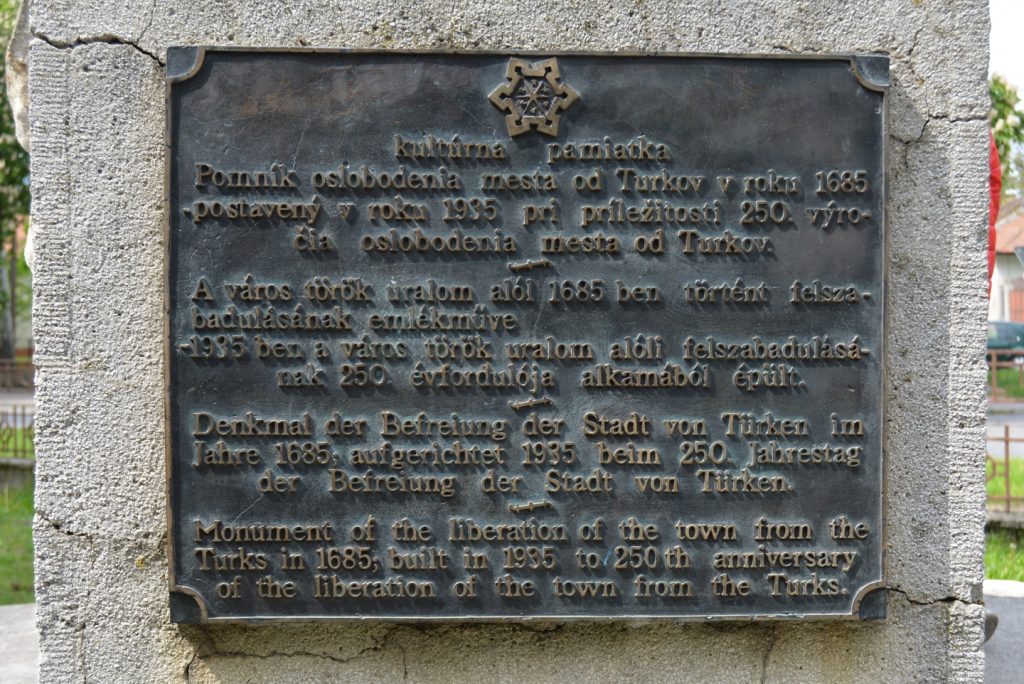 kultúrna pamiatka
Pomník oslobodenia mesta od Turkov v roku 1685
-postavený v roku 1935 pri príležitosti 250. výro-
čia oslobodenia mesta od Turkov.
A város török uralom alól 1685 ben történt felsza-
badulásának emlékműve
-1935 ben a város török uralom alóli felszabadulásá-
nak 250. évfordulója alkamából épült.
Denkmal der Befreiung der Stadt von Türken im
Jahre 1685; aufgerichtet 1935 beim 250. Jahrestag
der Befreiung der Stadt von Türken.
Monument of the liberation of the town from the
Turks in 1685; built in 1935 to 250 th anniversary
of the liberation of the town from the Turks.